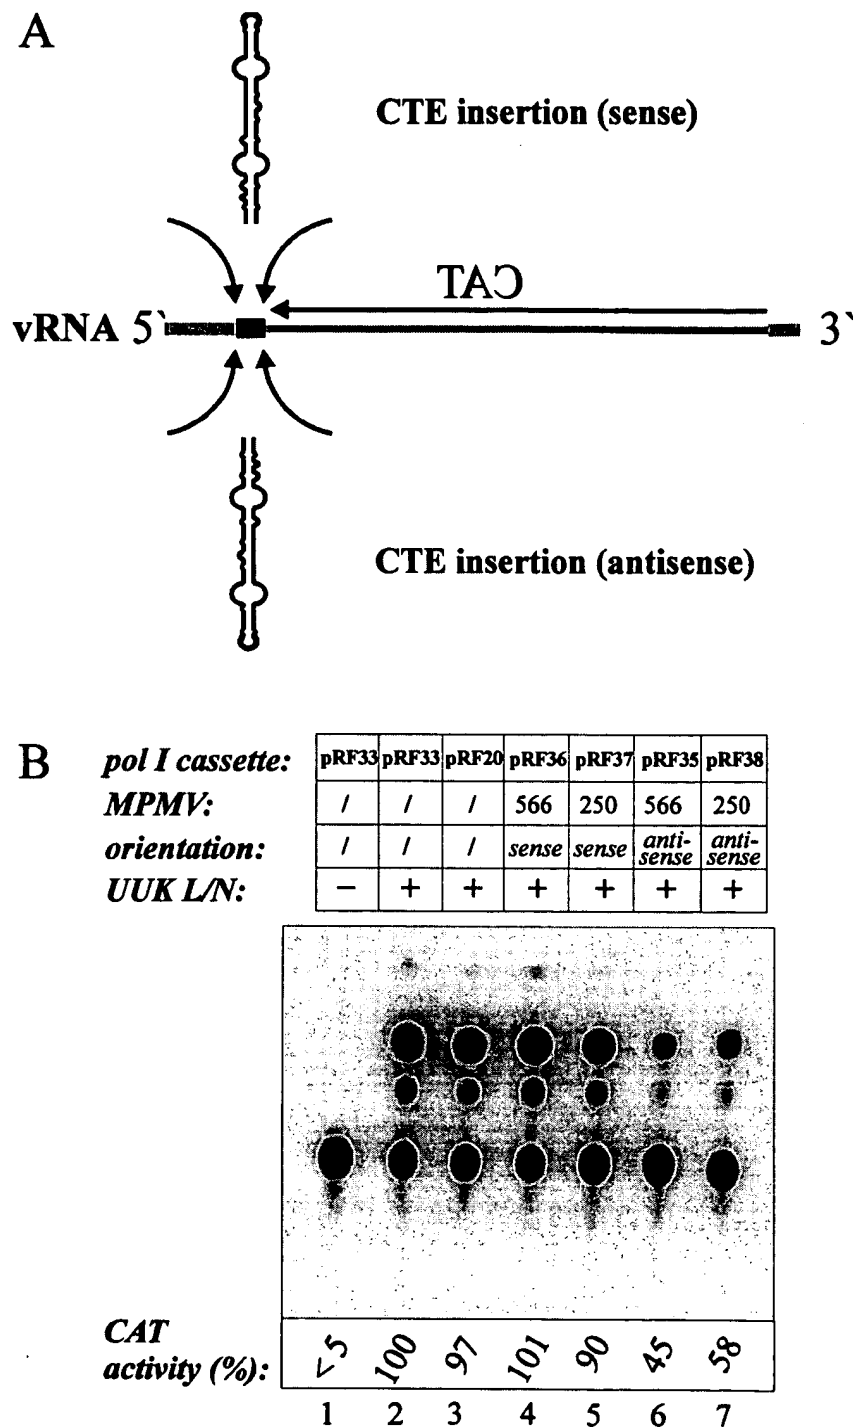 A
CTE insertion (sense)
CAT
vRNA 5` 3`
CTE insertion (antisense)
B
pol I cassette: pRF33 pRF33 pRF20 pRF36 pRF37 pRF35 pRF38
MPMV: / / / 566 250 566 250
orientation: / / / sense sense anti-sense anti-sense
UUK L/N: - + + + + + +
CAT
activity (%): <5 100 97 101 90 45 58
1 2 3 4 5 6 7